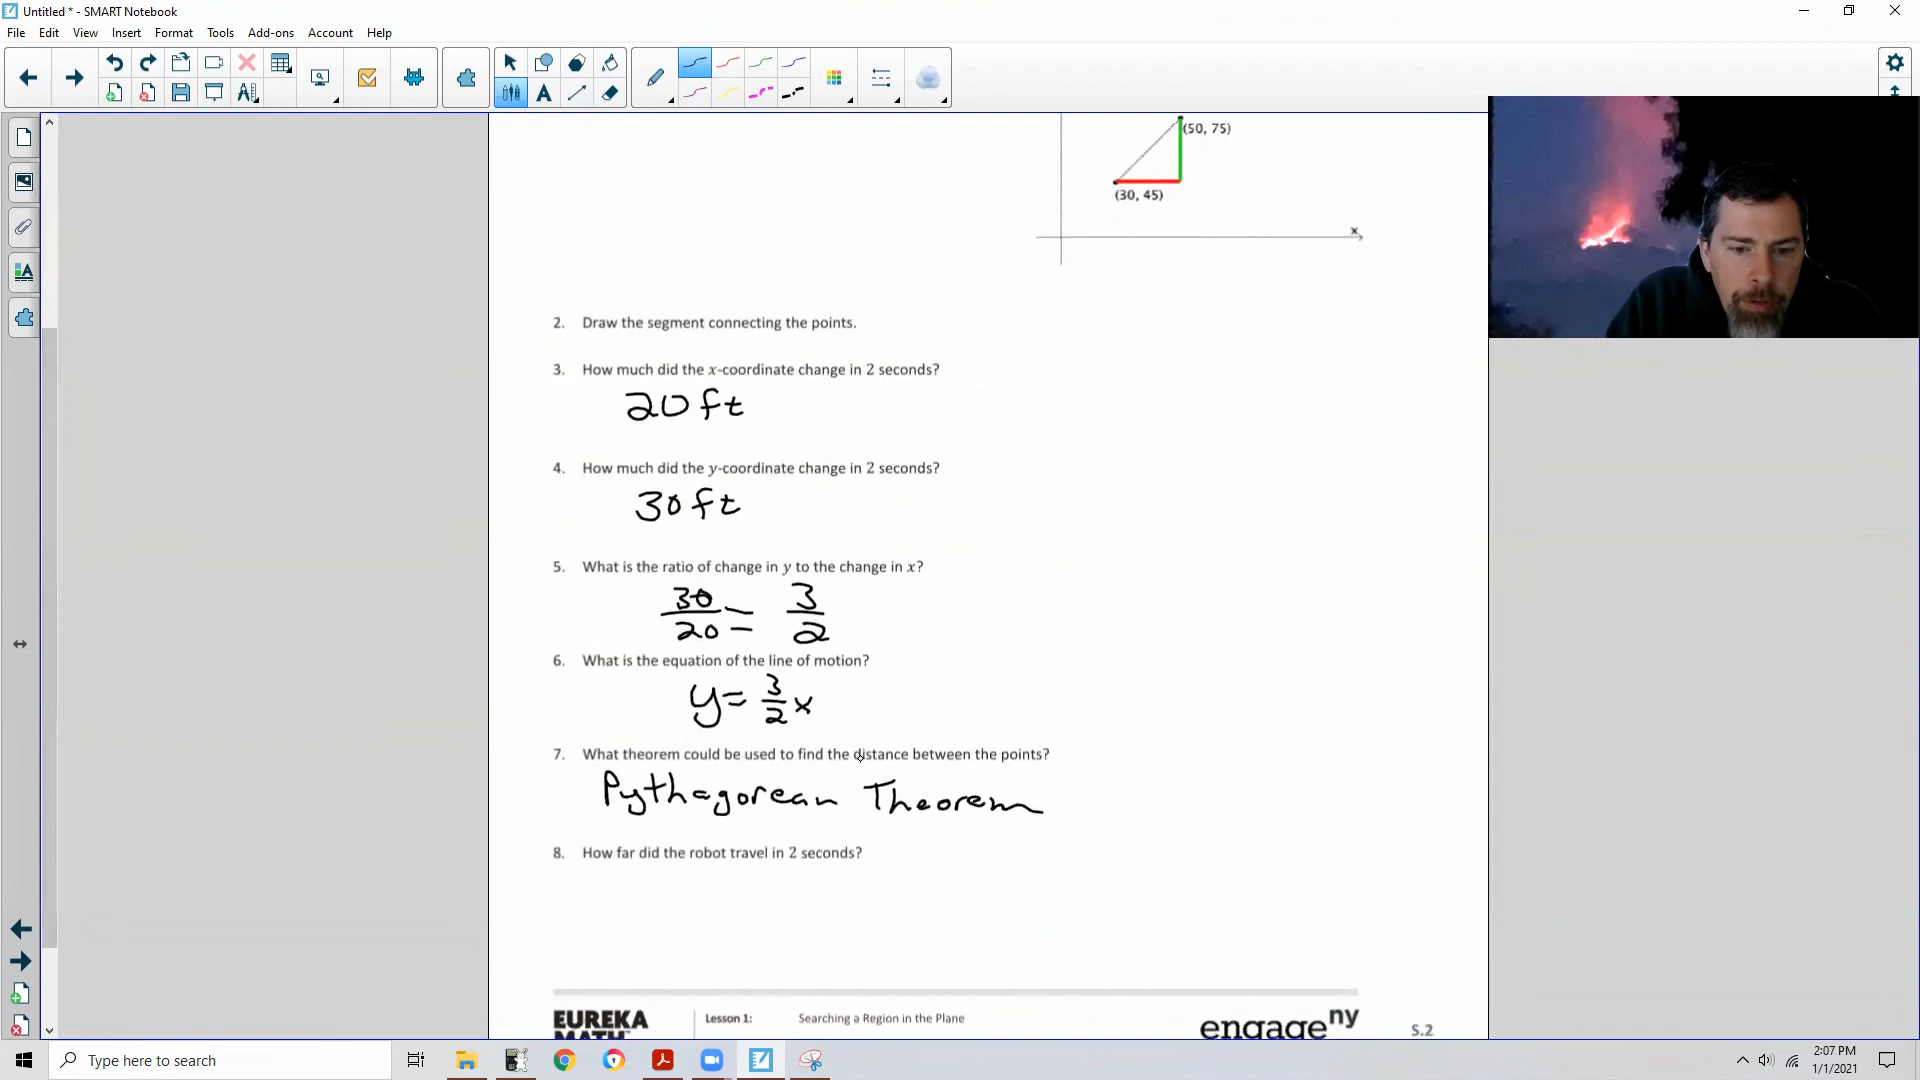 Untitled * - SMART Notebook
File Edit View Insert Format Tools Add-ons Account Help
(50, 75)
(30, 45)
x
2. Draw the segment connecting the points.
3. How much did the x-coordinate change in 2 seconds?
20 ft
4. How much did the y-coordinate change in 2 seconds?
30 ft
5. What is the ratio of change in y to the change in x?
30/20 = 3/2
6. What is the equation of the line of motion?
y = 3/2 x
7. What theorem could be used to find the distance between the points?
Pythagorean Theorem
8. How far did the robot travel in 2 seconds?
EUREKA MATH™ Lesson 1: Searching a Region in the Plane engage ny S.2
Type here to search
2:07 PM
1/1/2021